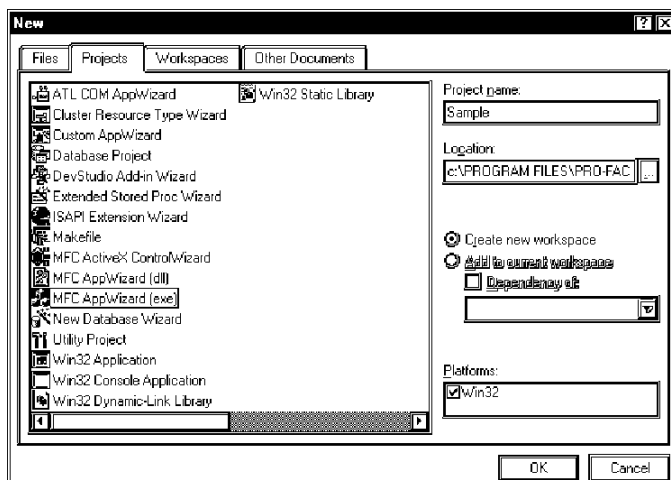 New
Files
Projects
Workspaces
Other Documents
ATL COM AppWizard
Cluster Resource Type Wizard
Custom AppWizard
Database Project
DevStudio Add-in Wizard
Extended Stored Proc Wizard
ISAPI Extension Wizard
Makefile
MFC ActiveX ControlWizard
MFC AppWizard (dll)
MFC AppWizard (exe)
New Database Wizard
Utility Project
Win32 Application
Win32 Console Application
Win32 Dynamic-Link Library
Win32 Static Library
Project name:
Sample
Location:
c:\PROGRAM FILES\PRO-FAC
...
Create new workspace
Add to current workspace
Dependency of:
Platforms:
Win32
OK
Cancel